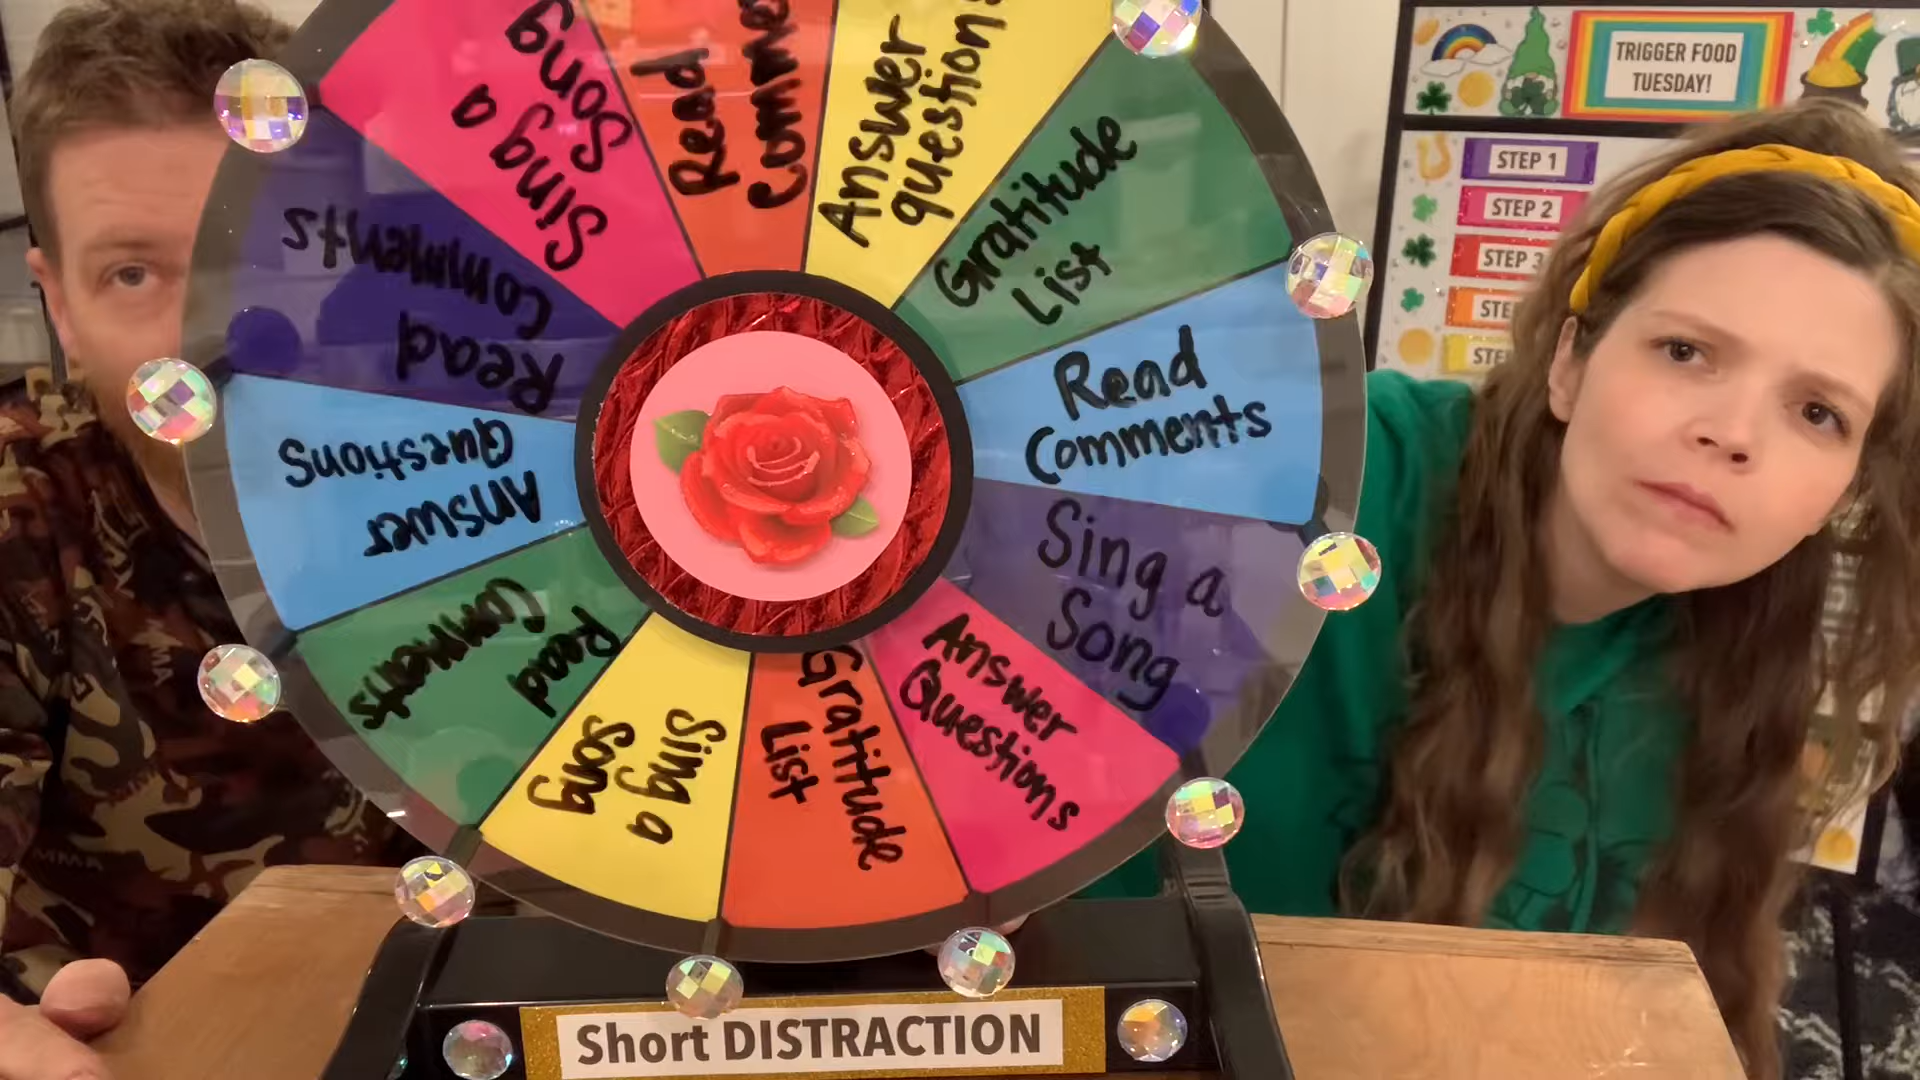 Sing a
Song
Read
Answer
questions
Gratitude
List
Read
Comments
Sing a
Song
Answer
Questions
Gratitude
List
Sing a
Song
Read
Comments
Answer
Questions
Read
Comments
TRIGGER FOOD
TUESDAY!
STEP 1
STEP 2
STEP 3
Short DISTRACTION